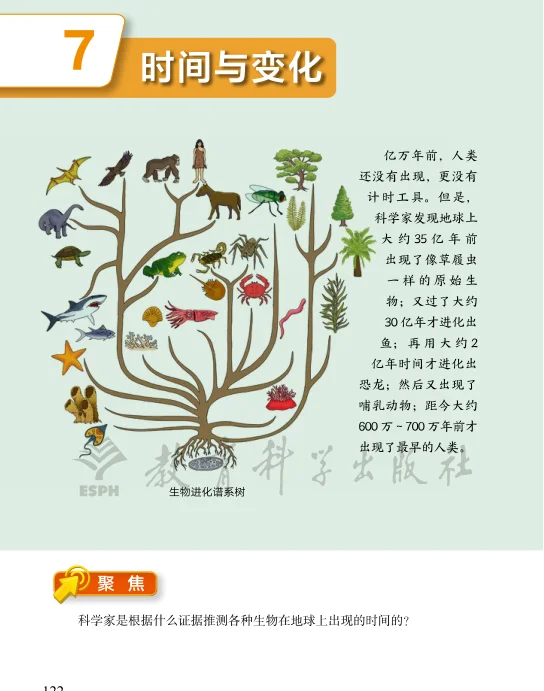 7
时间与变化
亿万年前，人类
还没有出现，更没有
计时工具。但是，
科学家发现地球上
大约35亿年前
出现了像草履虫
一样的原始生
物；又过了大约
30亿年才进化出
鱼；再用大约2
亿年时间才进化出
恐龙；然后又出现了
哺乳动物；距今大约
600万~700万年前才
出现了最早的人类。
教育科学出版社
ESPH
生物进化谱系树
聚焦
科学家是根据什么证据推测各种生物在地球上出现的时间的？
122